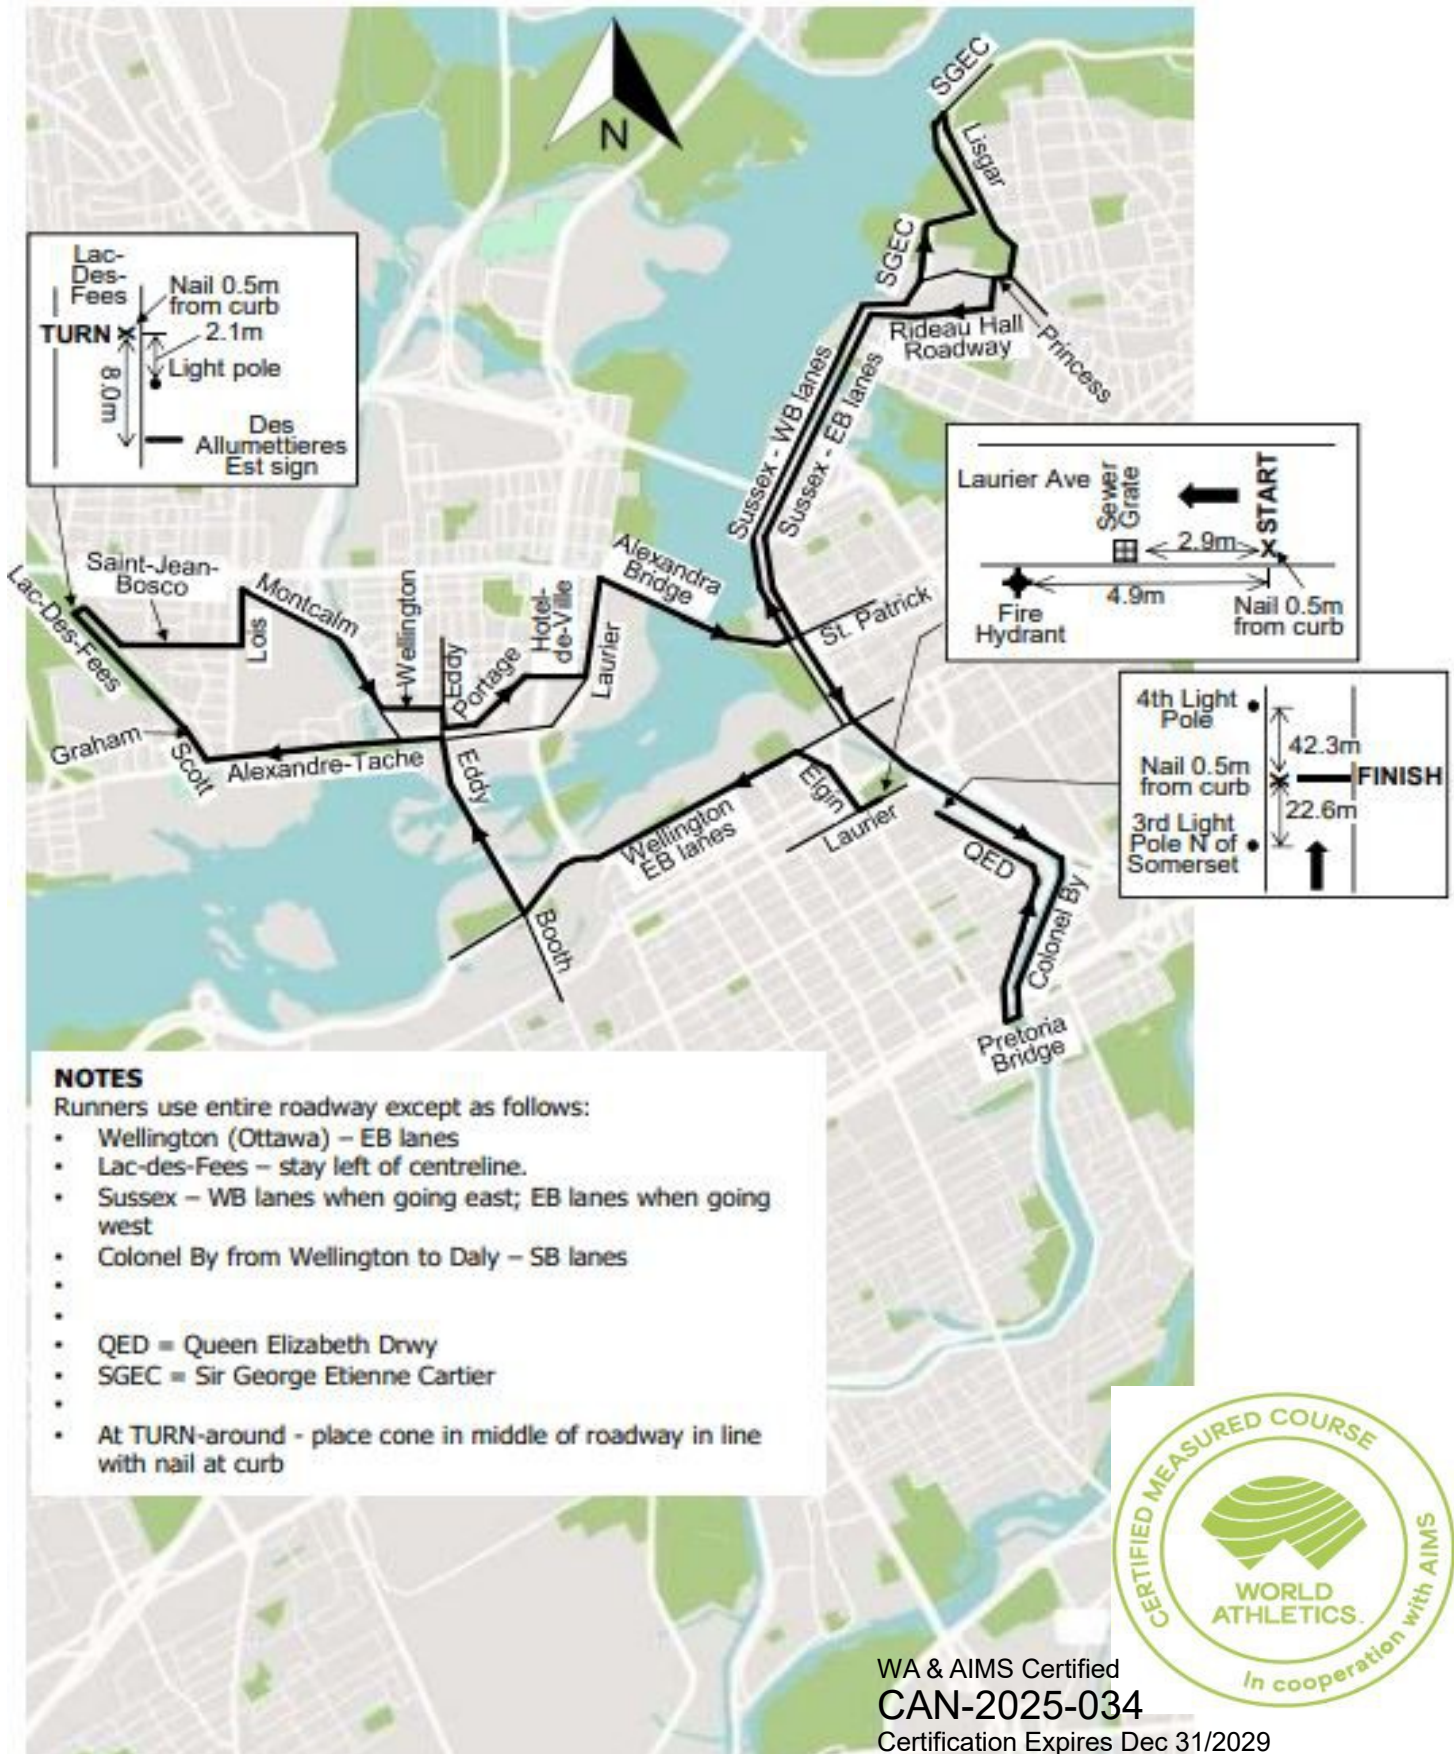 SGEC
N
Lisgar
SGEC
Rideau Hall
Roadway
Princess
Sussex - WB lanes
Sussex - EB lanes
Lac-
Des-
Fees
Nail 0.5m
from curb
TURN
2.1m
Light pole
8.0m
Des
Allumettieres
Est sign
Laurier Ave
Sewer
Grate
START
2.9m
4.9m
Fire
Hydrant
Nail 0.5m
from curb
Saint-Jean-
Bosco
Lac-Des-Fees
Lois
Montcalm
Wellington
Eddy
Portage
Hotel-
de-Ville
Laurier
Alexandra
Bridge
St. Patrick
Graham
Scott
Alexandre-Tache
Eddy
Wellington
EB lanes
Elgin
Laurier
Booth
QED
Colonel By
Pretoria
Bridge
4th Light
Pole
42.3m
Nail 0.5m
from curb
FINISH
22.6m
3rd Light
Pole N of
Somerset
NOTES
Runners use entire roadway except as follows:
• Wellington (Ottawa) – EB lanes
• Lac-des-Fees – stay left of centreline.
• Sussex – WB lanes when going east; EB lanes when going
west
• Colonel By from Wellington to Daly – SB lanes
•
•
• QED = Queen Elizabeth Drwy
• SGEC = Sir George Etienne Cartier
•
• At TURN-around - place cone in middle of roadway in line
with nail at curb
CERTIFIED MEASURED COURSE
WORLD
ATHLETICS.
In cooperation with AIMS
WA & AIMS Certified
CAN-2025-034
Certification Expires Dec 31/2029